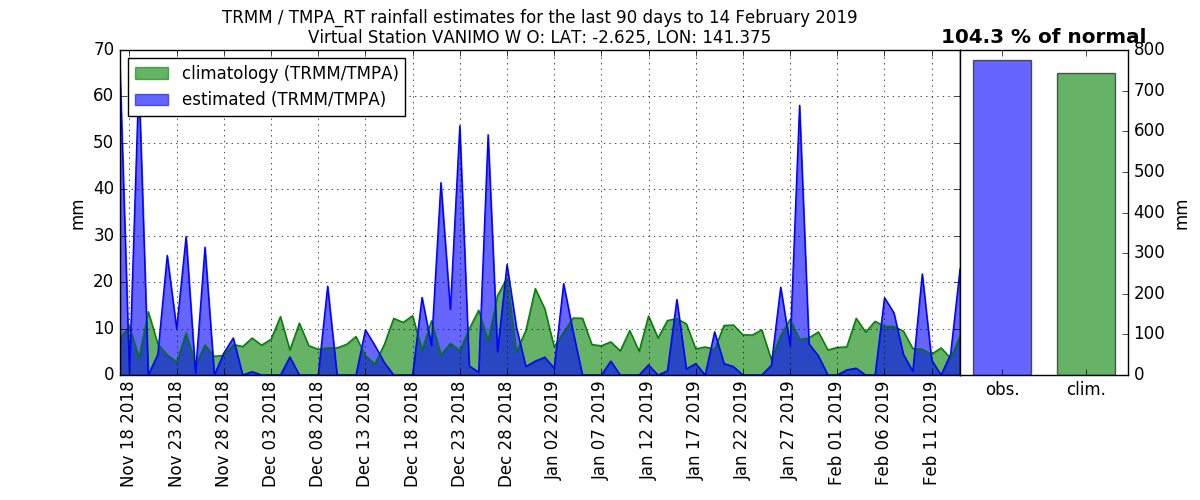 TRMM / TMPA_RT rainfall estimates for the last 90 days to 14 February 2019
Virtual Station VANIMO W O: LAT: -2.625, LON: 141.375
104.3 % of normal
climatology (TRMM/TMPA)
estimated (TRMM/TMPA)
70
60
50
40
30
20
10
0
mm
800
700
600
500
400
300
200
100
0
mm
Nov 18 2018
Nov 23 2018
Nov 28 2018
Dec 03 2018
Dec 08 2018
Dec 13 2018
Dec 18 2018
Dec 23 2018
Dec 28 2018
Jan 02 2019
Jan 07 2019
Jan 12 2019
Jan 17 2019
Jan 22 2019
Jan 27 2019
Feb 01 2019
Feb 06 2019
Feb 11 2019
obs.
clim.